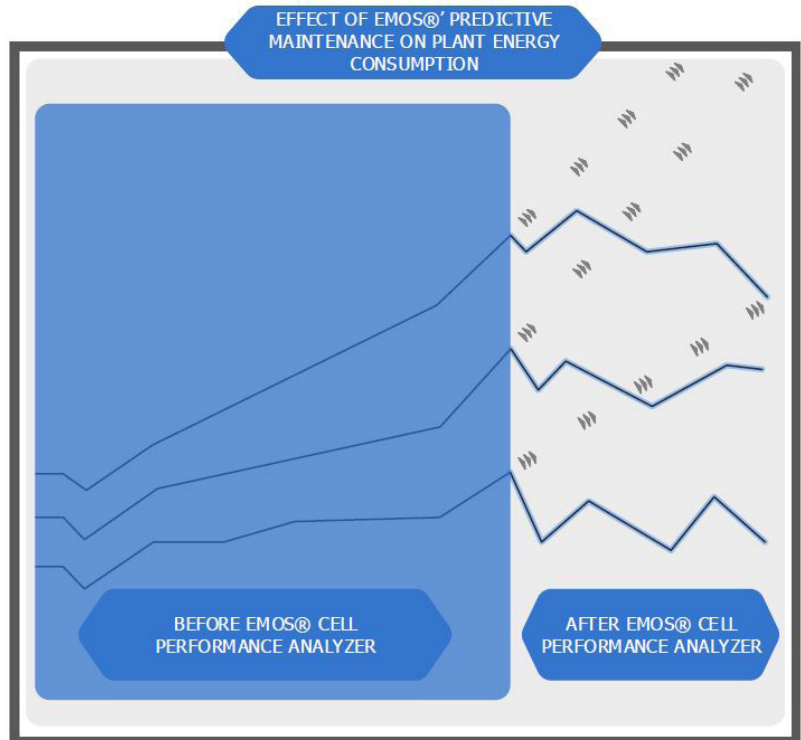 EFFECT OF EMOS®’ PREDICTIVE
MAINTENANCE ON PLANT ENERGY
CONSUMPTION
BEFORE EMOS® CELL
PERFORMANCE ANALYZER
AFTER EMOS® CELL
PERFORMANCE ANALYZER